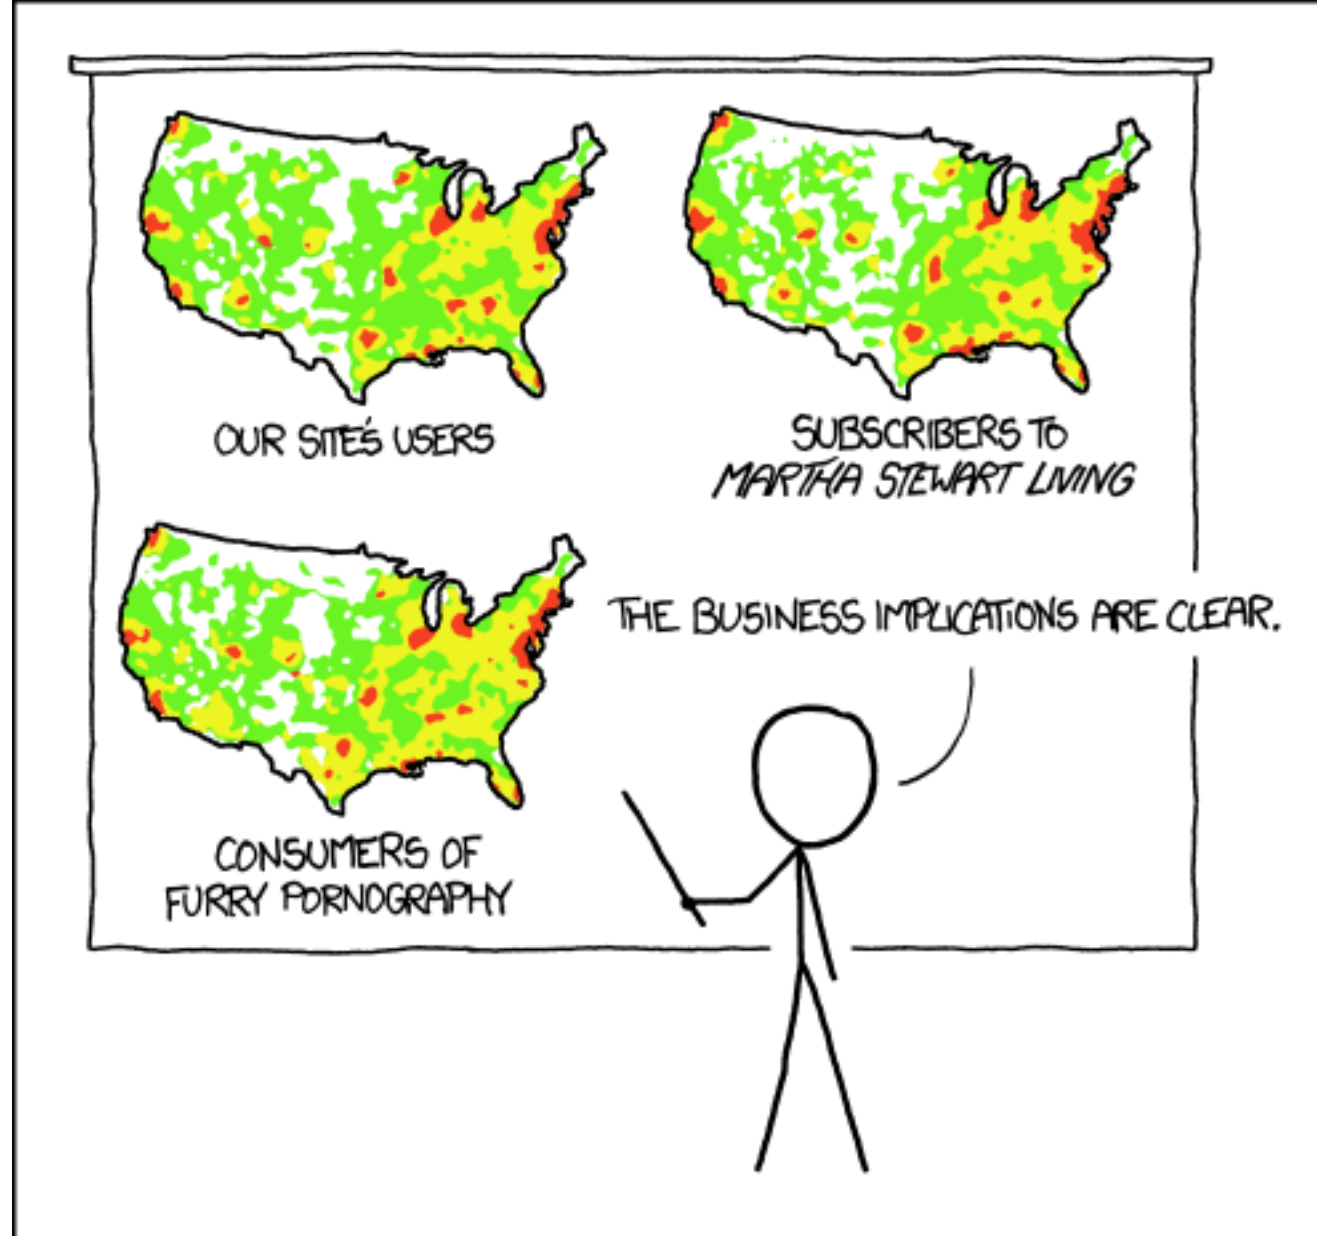 OUR SITE'S USERS
SUBSCRIBERS TO
MARTHA STEWART LIVING
CONSUMERS OF
FURRY PORNOGRAPHY
THE BUSINESS IMPLICATIONS ARE CLEAR.